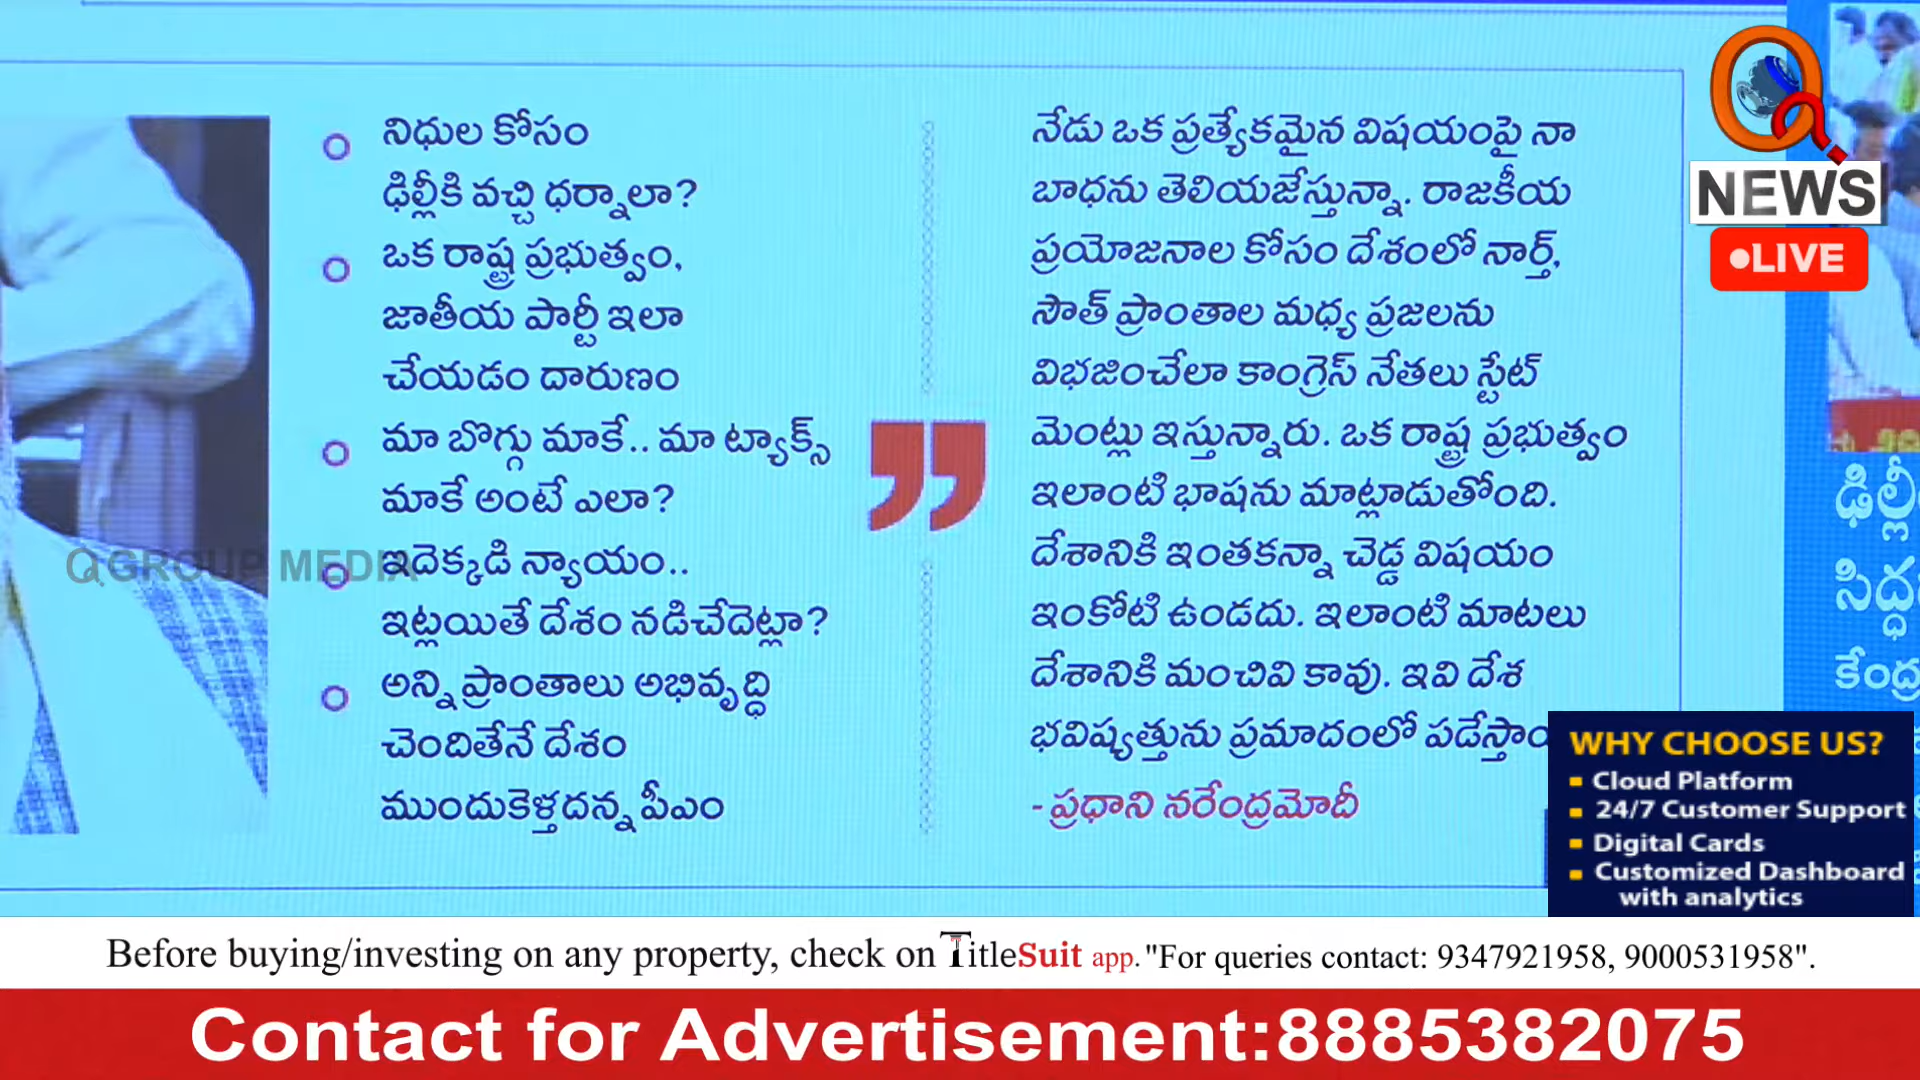 నిధుల కోసం
ఢిల్లీకి వచ్చి ధర్నాలా?
ఒక రాష్ట్ర ప్రభుత్వం,
జాతీయ పార్టీ ఇలా
చేయడం దారుణం
మా బొగ్గు మాకే.. మా ట్యాక్స్
మాకే అంటే ఎలా?
ఇదెక్కడి న్యాయం..
ఇట్లయితే దేశం నడిచేదెట్లా?
అన్ని ప్రాంతాలు అభివృద్ధి
చెందితేనే దేశం
ముందుకెళ్తదన్న పీఎం
QGROUP MEDIA
నేడు ఒక ప్రత్యేకమైన విషయంపై నా
బాధను తెలియజేస్తున్నా. రాజకీయ
ప్రయోజనాల కోసం దేశంలో నార్త్,
సౌత్ ప్రాంతాల మధ్య ప్రజలను
విభజించేలా కాంగ్రెస్ నేతలు స్టేట్
మెంట్లు ఇస్తున్నారు. ఒక రాష్ట్ర ప్రభుత్వం
ఇలాంటి భాషను మాట్లాడుతోంది.
దేశానికి ఇంతకన్నా చెడ్డ విషయం
ఇంకోటి ఉండదు. ఇలాంటి మాటలు
దేశానికి మంచివి కావు. ఇవి దేశ
భవిష్యత్తును ప్రమాదంలో పడేస్తాం
- ప్రధాని నరేంద్రమోదీ
Q
NEWS
LIVE
ఢిల్లీ
సిద్ధ
కేంద్ర
WHY CHOOSE US?
Cloud Platform
24/7 Customer Support
Digital Cards
Customized Dashboard
with analytics
Before buying/investing on any property, check on TitleSuit app. "For queries contact: 9347921958, 9000531958".
Contact for Advertisement:8885382075